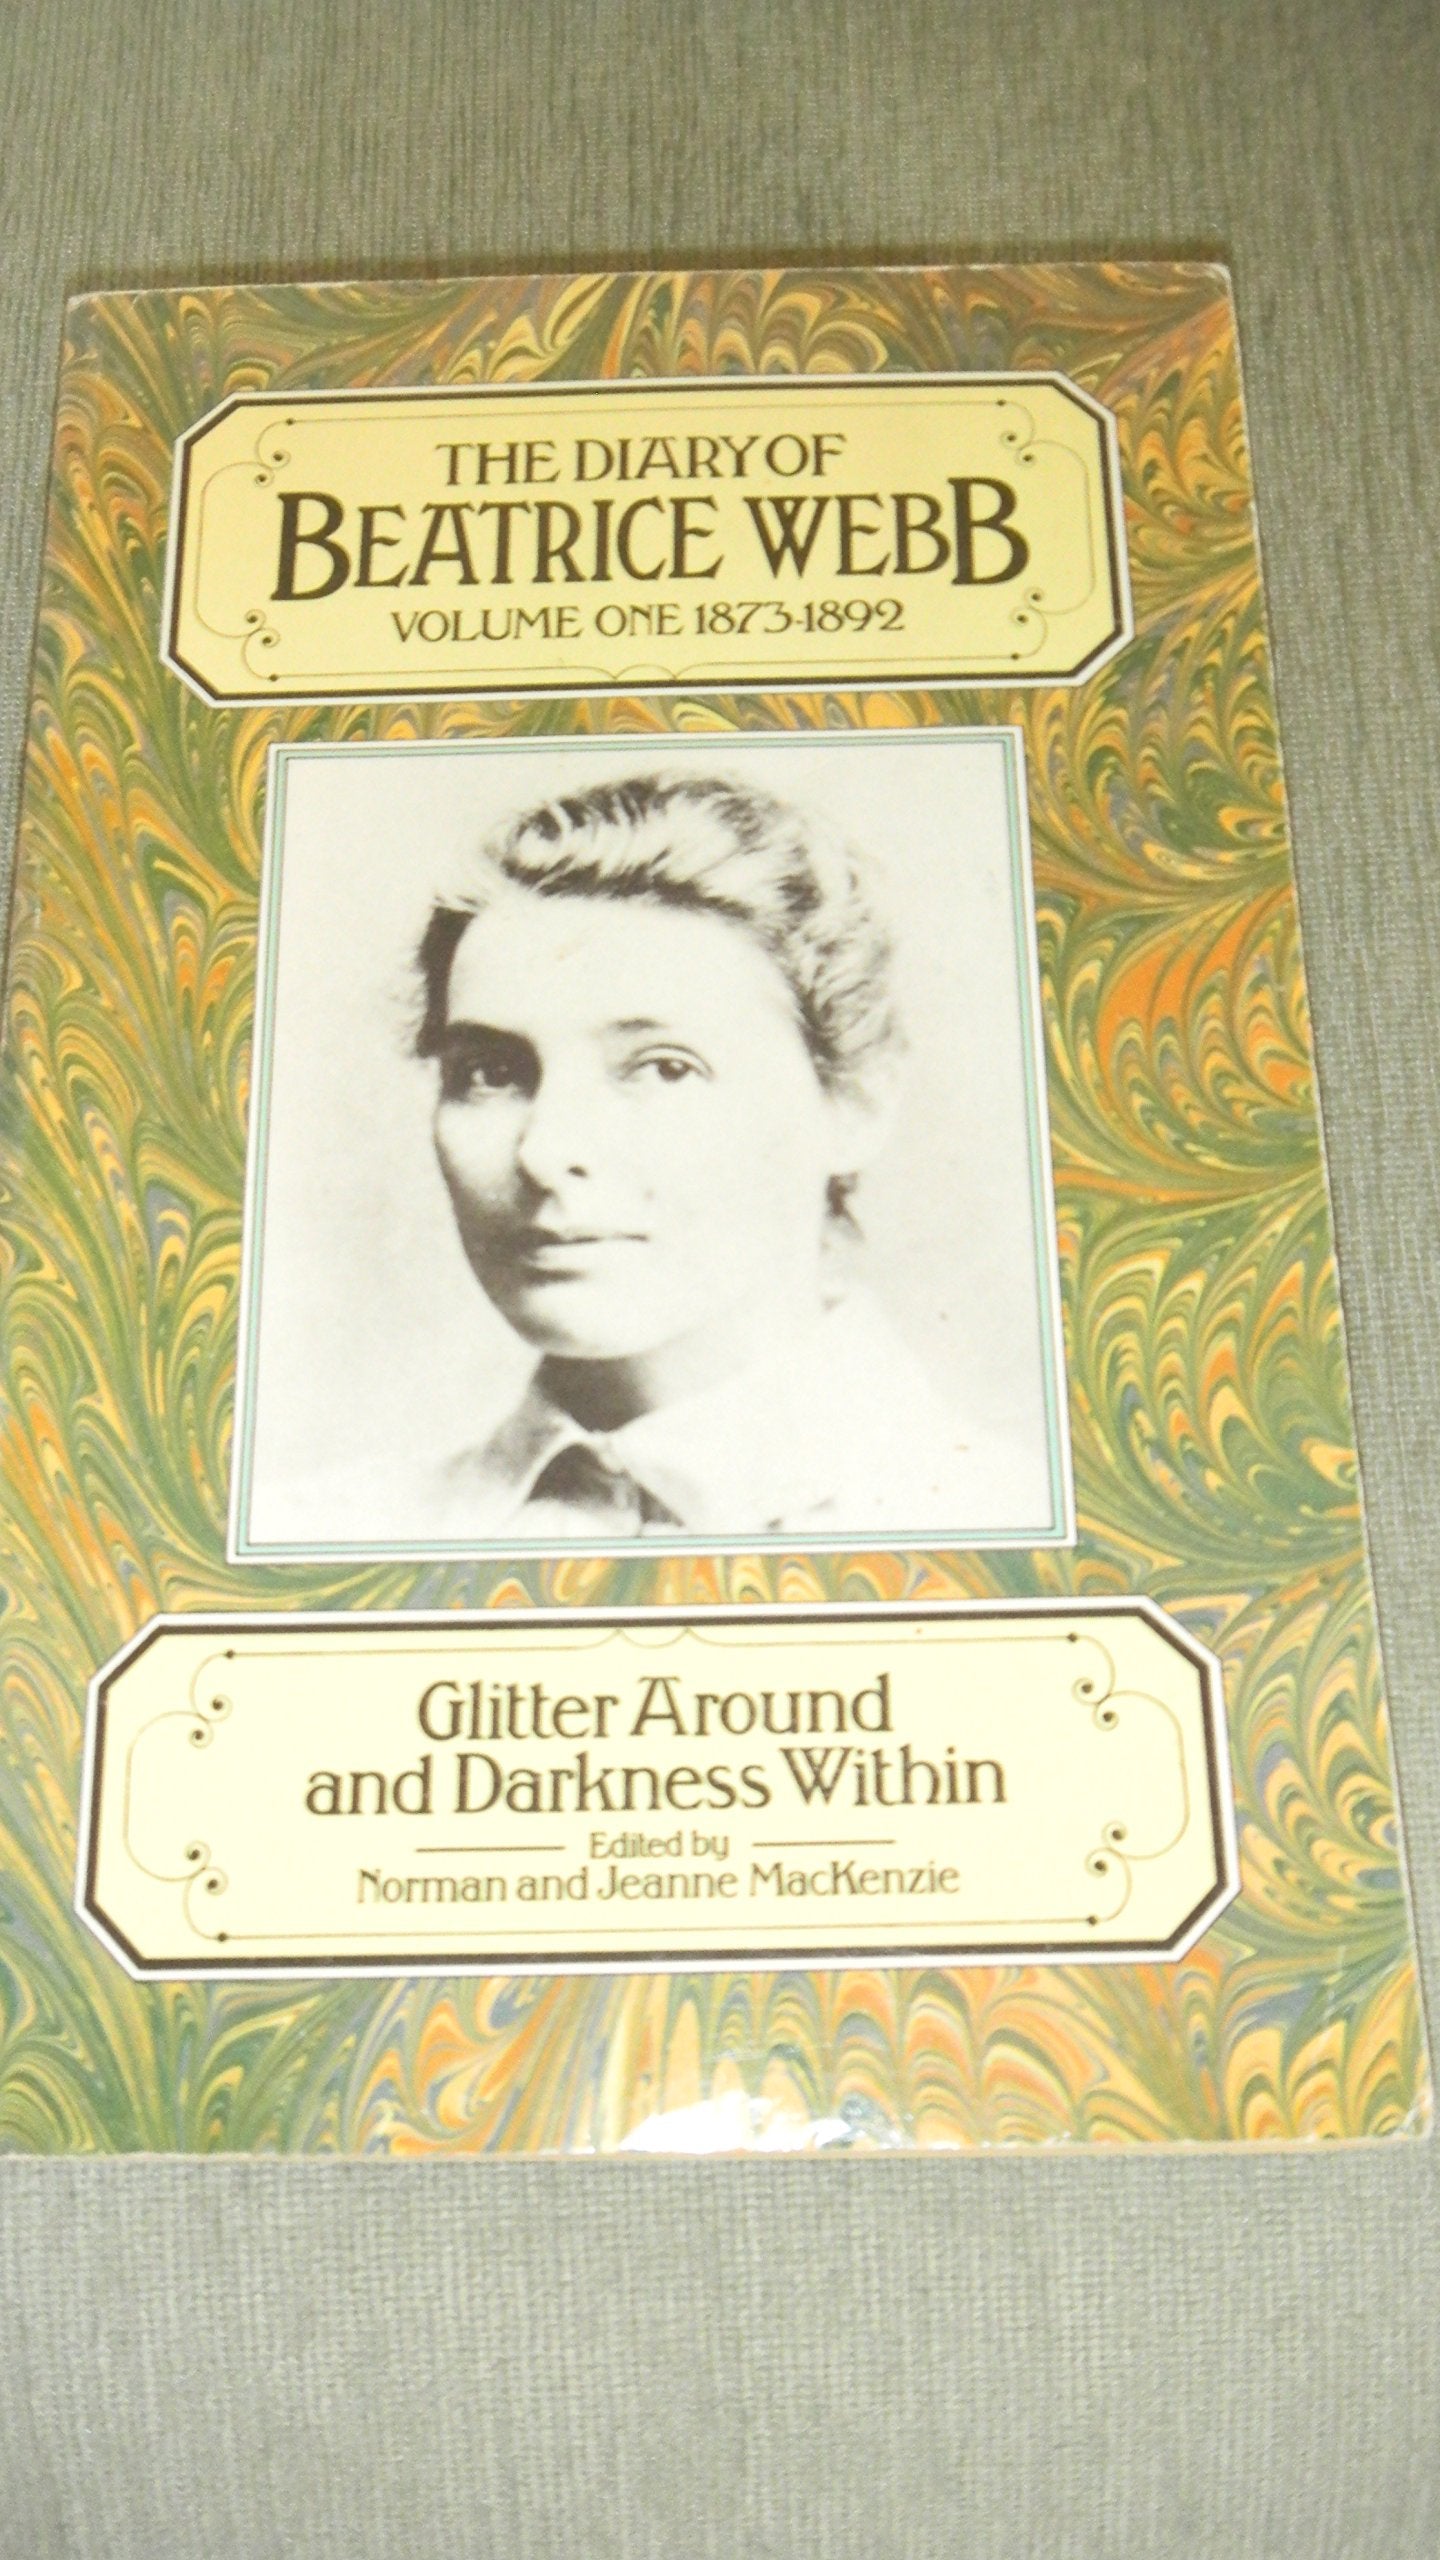 THE DIARY OF
BEATRICE WEBB
VOLUME ONE 1873-1892
Glitter Around
and Darkness Within
Edited by
Norman and Jeanne MacKenzie